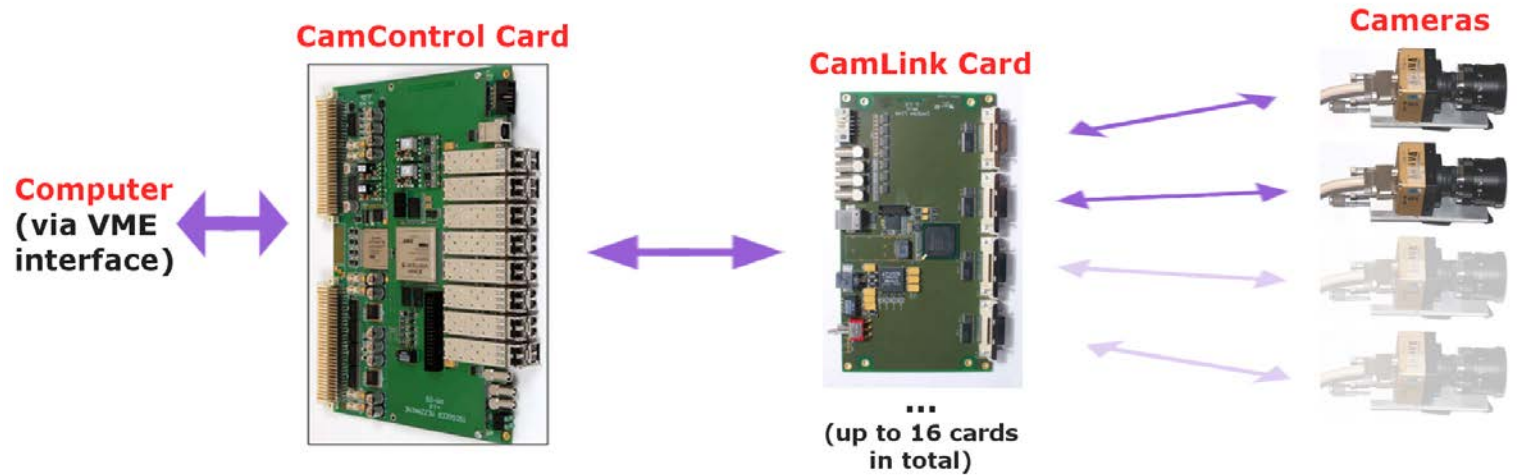 CamControl Card
Cameras
CamLink Card
Computer
(via VME
interface)
...
(up to 16 cards
in total)